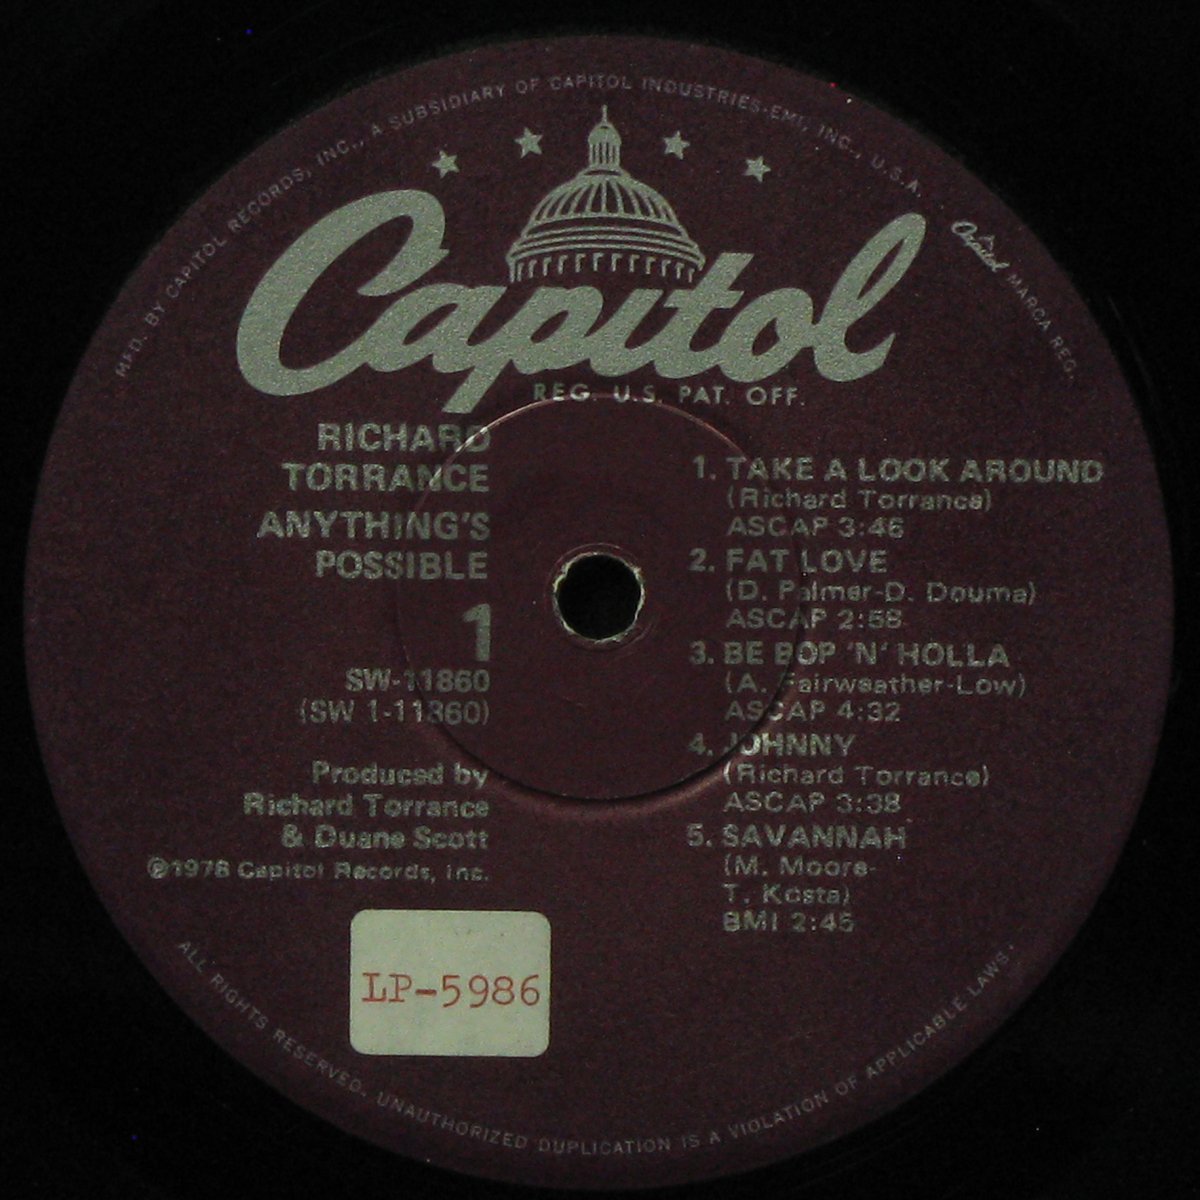 MFD. BY CAPITOL RECORDS, INC., A SUBSIDIARY OF CAPITOL INDUSTRIES-EMI, INC., U.S.A.
Capitol MARCA REG.
Capitol
REG. U.S. PAT. OFF.
RICHARD
TORRANCE
ANYTHING'S
POSSIBLE
1
SW-11860
(SW 1-11860)
Produced by
Richard Torrance
& Duane Scott
℗1978 Capitol Records, Inc.
1. TAKE A LOOK AROUND
(Richard Torrance)
ASCAP 3:46
2. FAT LOVE
(D. Palmer-D. Douma)
ASCAP 2:58
3. BE BOP 'N' HOLLA
(A. Fairweather-Low)
ASCAP 4:32
4. JOHNNY
(Richard Torrance)
ASCAP 3:38
5. SAVANNAH
(M. Moore-
T. Kosta)
BMI 2:45
LP-5986
ALL RIGHTS RESERVED. UNAUTHORIZED DUPLICATION IS A VIOLATION OF APPLICABLE LAWS.